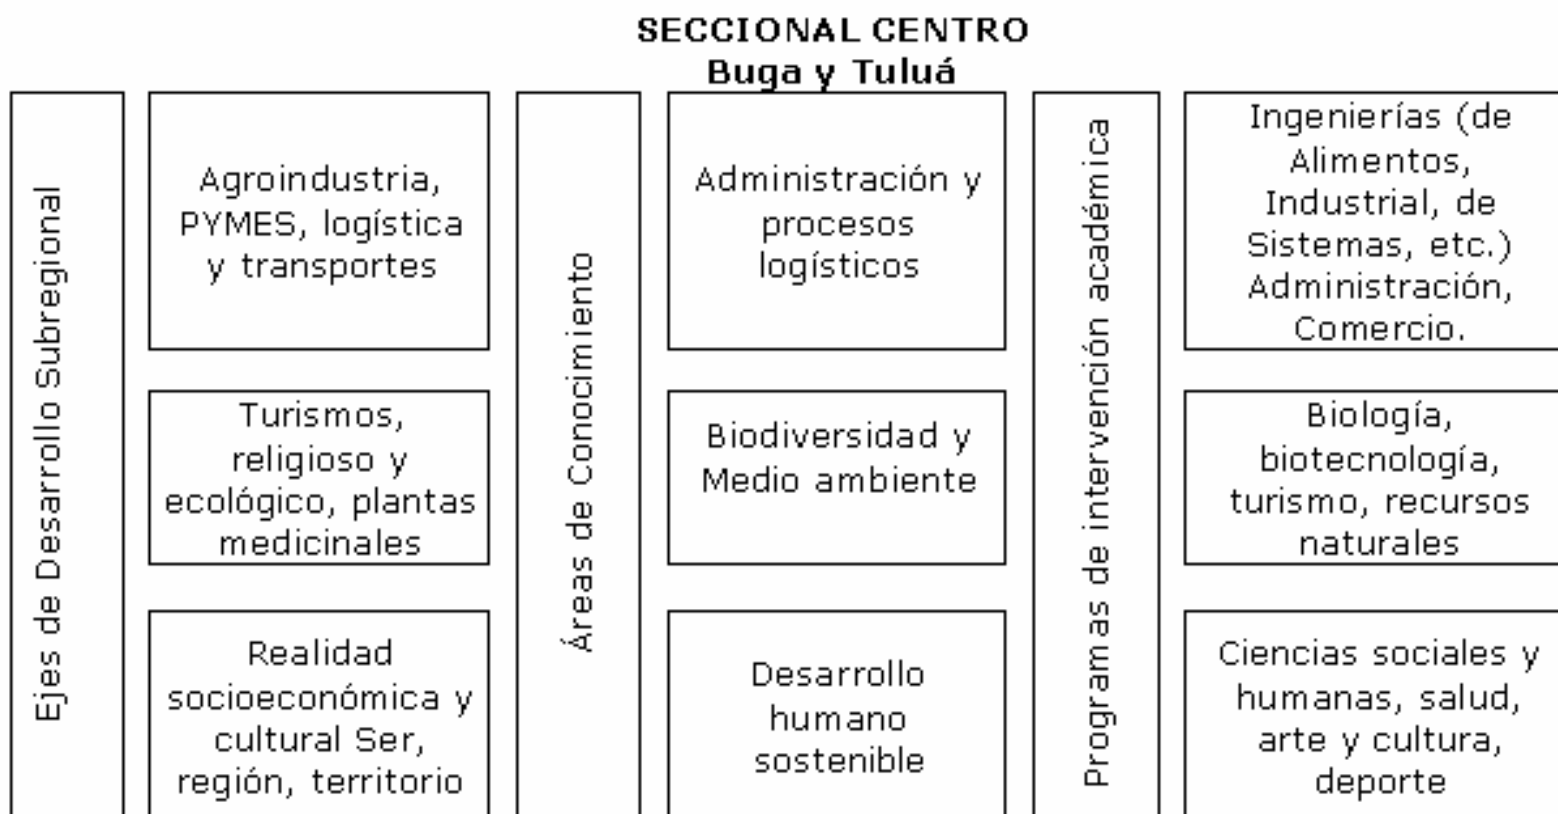 SECCIONAL CENTRO
Buga y Tuluá
Ejes de Desarrollo Subregional
Agroindustria,
PYMES, logística
y transportes
Turismos,
religioso y
ecológico, plantas
medicinales
Realidad
socioeconómica y
cultural Ser,
región, territorio
Áreas de Conocimiento
Administración y
procesos
logísticos
Biodiversidad y
Medio ambiente
Desarrollo
humano
sostenible
Programas de intervención académica
Ingenierías (de
Alimentos,
Industrial, de
Sistemas, etc.)
Administración,
Comercio.
Biología,
biotecnología,
turismo, recursos
naturales
Ciencias sociales y
humanas, salud,
arte y cultura,
deporte